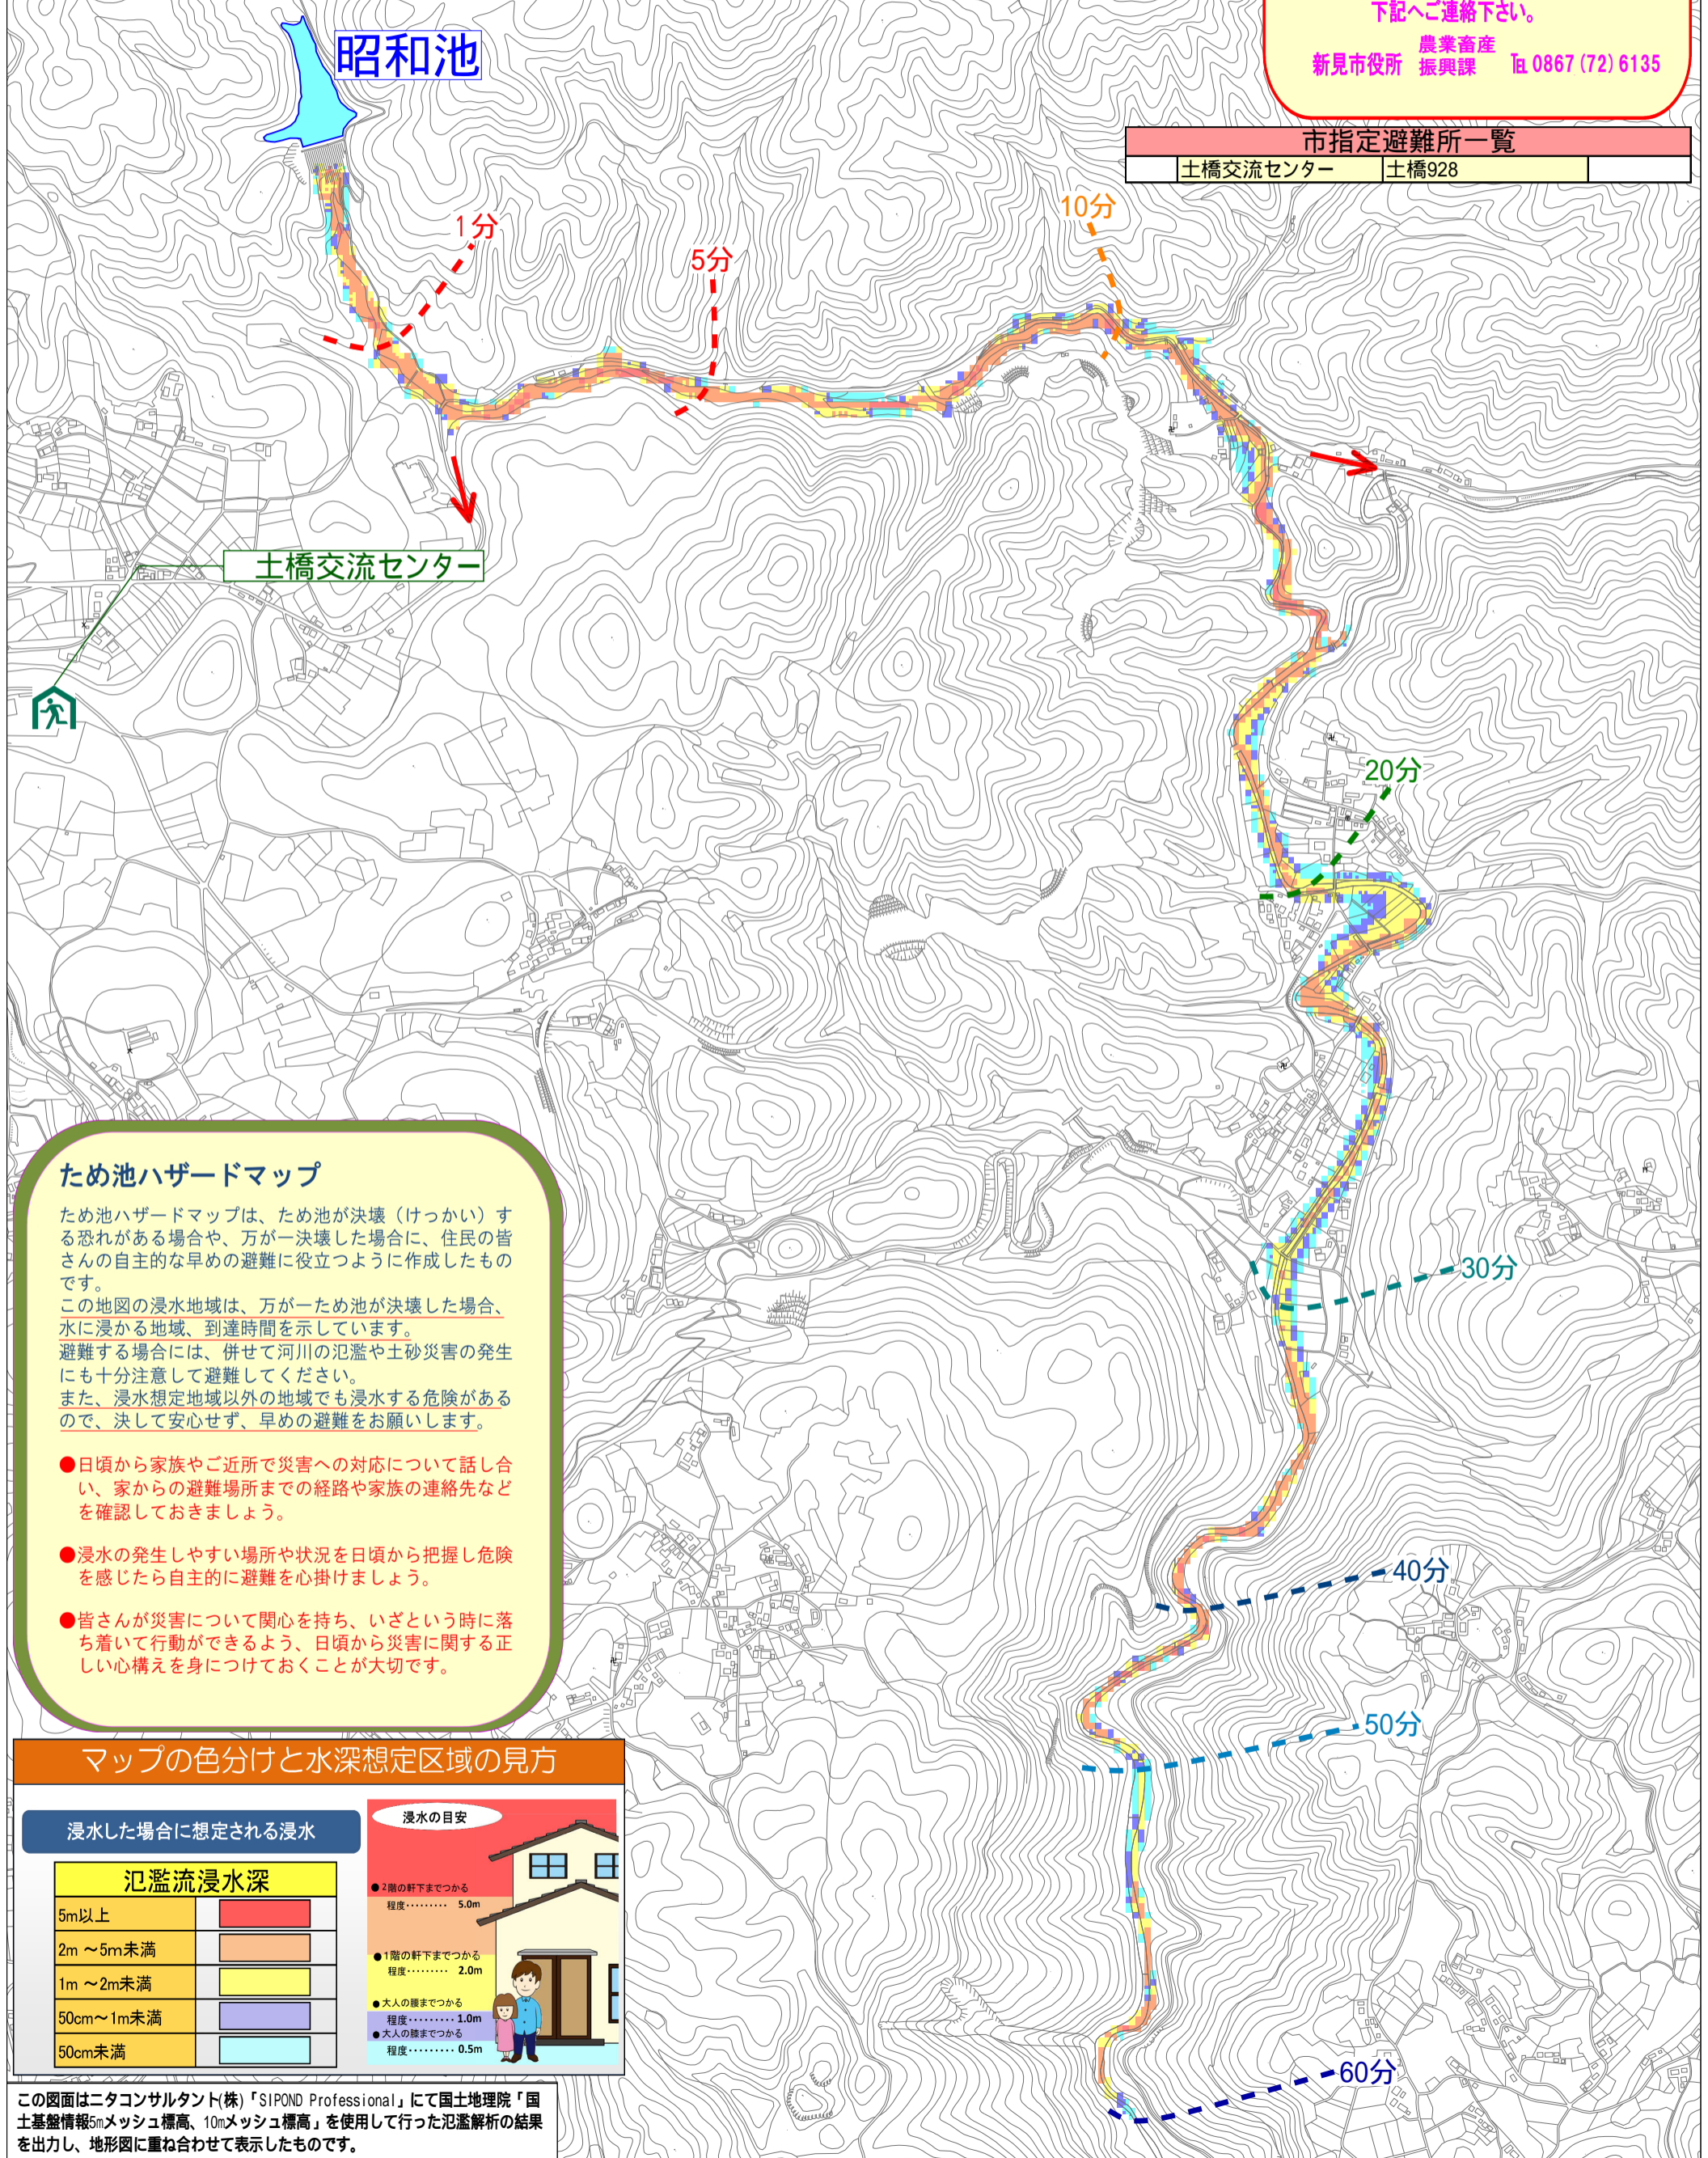 下記へご連絡下さい。
新見市役所 農業畜産振興課 ℡0867(72)6135
市指定避難所一覧
土橋交流センター 土橋928
昭和池
1分
5分
10分
土橋交流センター
20分
30分
40分
50分
60分
ため池ハザードマップ
ため池ハザードマップは、ため池が決壊（けっかい）す
る恐れがある場合や、万が一決壊した場合に、住民の皆
さんの自主的な早めの避難に役立つように作成したもの
です。
この地図の浸水地域は、万が一ため池が決壊した場合、
水に浸かる地域、到達時間を示しています。
避難する場合には、併せて河川の氾濫や土砂災害の発生
にも十分注意して避難してください。
また、浸水想定地域以外の地域でも浸水する危険がある
ので、決して安心せず、早めの避難をお願いします。
●日頃から家族やご近所で災害への対応について話し合
い、家からの避難場所までの経路や家族の連絡先など
を確認しておきましょう。
●浸水の発生しやすい場所や状況を日頃から把握し危険
を感じたら自主的に避難を心掛けましょう。
●皆さんが災害について関心を持ち、いざという時に落
ち着いて行動ができるよう、日頃から災害に関する正
しい心構えを身につけておくことが大切です。
マップの色分けと水深想定区域の見方
浸水した場合に想定される浸水
氾濫流浸水深
5m以上
2m ～5m未満
1m ～2m未満
50cm～1m未満
50cm未満
浸水の目安
●2階の軒下までつかる
程度‥‥‥‥‥ 5.0m
●1階の軒下までつかる
程度‥‥‥‥‥ 2.0m
●大人の腰までつかる
程度‥‥‥‥‥ 1.0m
●大人の膝までつかる
程度‥‥‥‥‥ 0.5m
この図面はニタコンサルタント(株)「SIPOND Professional」にて国土地理院「国
土基盤情報5mメッシュ標高、10mメッシュ標高」を使用して行った氾濫解析の結果
を出力し、地形図に重ね合わせて表示したものです。